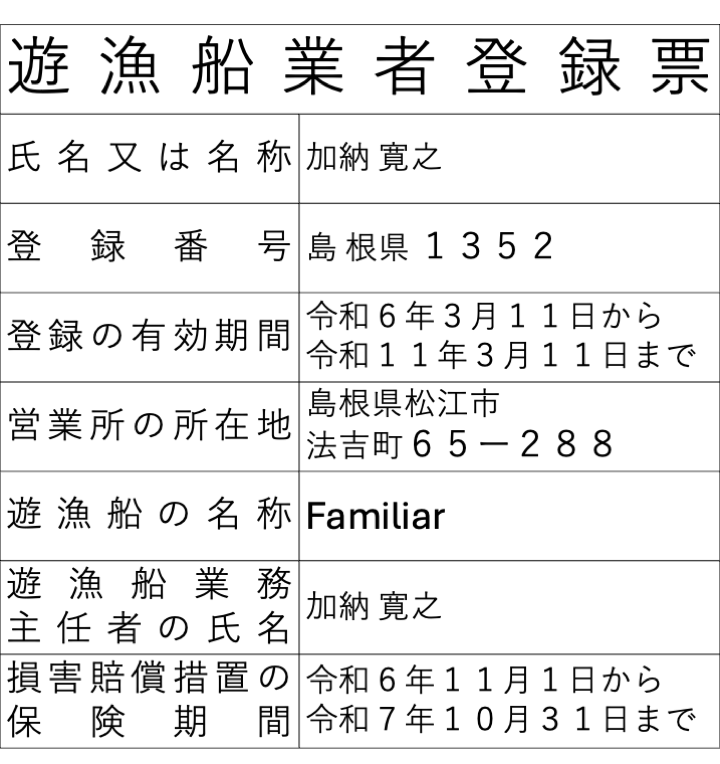 遊漁船業者登録票
氏名又は名称 加納 寛之
登録番号 島根県 １３５２
登録の有効期間 令和６年３月１１日から
令和１１年３月１１日まで
営業所の所在地 島根県松江市
法吉町６５ー２８８
遊漁船の名称 Familiar
遊漁船業務
主任者の氏名 加納 寛之
損害賠償措置の 令和６年１１月１日から
保険期間 令和７年１０月３１日まで